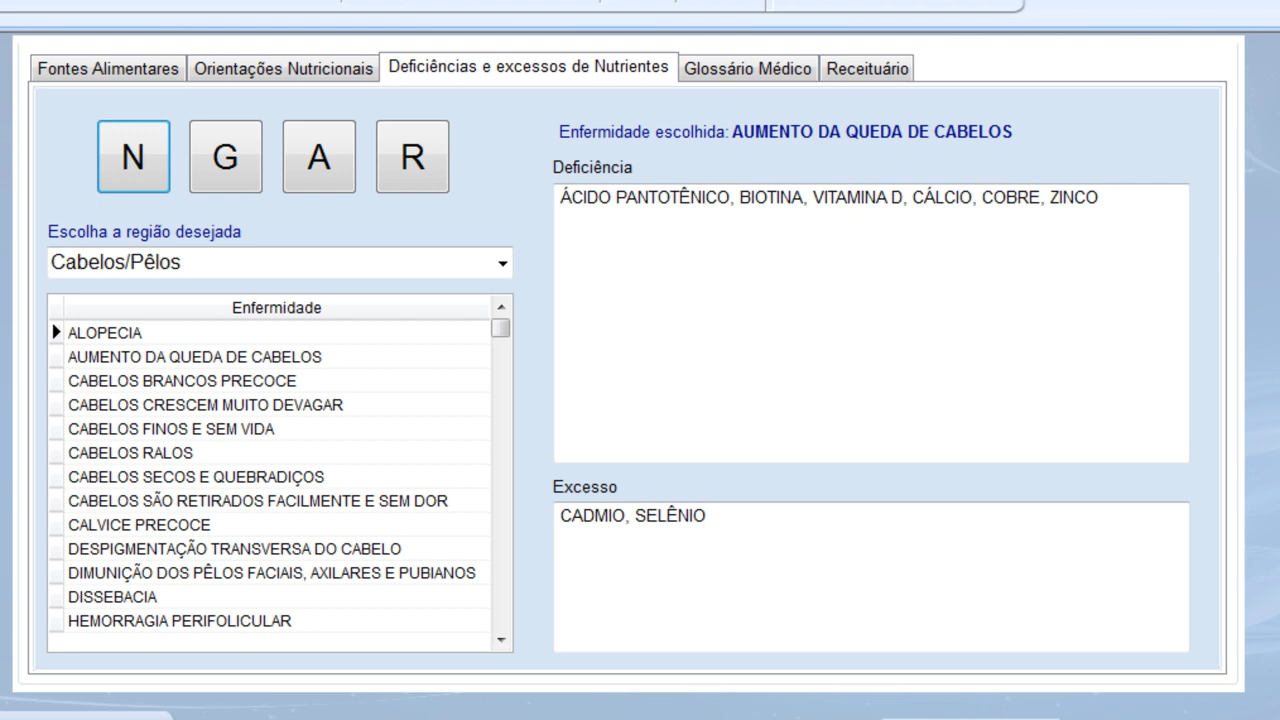 Fontes Alimentares Orientações Nutricionais Deficiências e excessos de Nutrientes Glossário Médico Receituário
N G A R
Enfermidade escolhida: AUMENTO DA QUEDA DE CABELOS
Deficiência
ÁCIDO PANTOTÊNICO, BIOTINA, VITAMINA D, CÁLCIO, COBRE, ZINCO
Escolha a região desejada
Cabelos/Pêlos
Enfermidade
ALOPECIA
AUMENTO DA QUEDA DE CABELOS
CABELOS BRANCOS PRECOCE
CABELOS CRESCEM MUITO DEVAGAR
CABELOS FINOS E SEM VIDA
CABELOS RALOS
CABELOS SECOS E QUEBRADIÇOS
CABELOS SÃO RETIRADOS FACILMENTE E SEM DOR
CALVICE PRECOCE
DESPIGMENTAÇÃO TRANSVERSA DO CABELO
DIMUNIÇÃO DOS PÊLOS FACIAIS, AXILARES E PUBIANOS
DISSEBACIA
HEMORRAGIA PERIFOLICULAR
Excesso
CADMIO, SELÊNIO